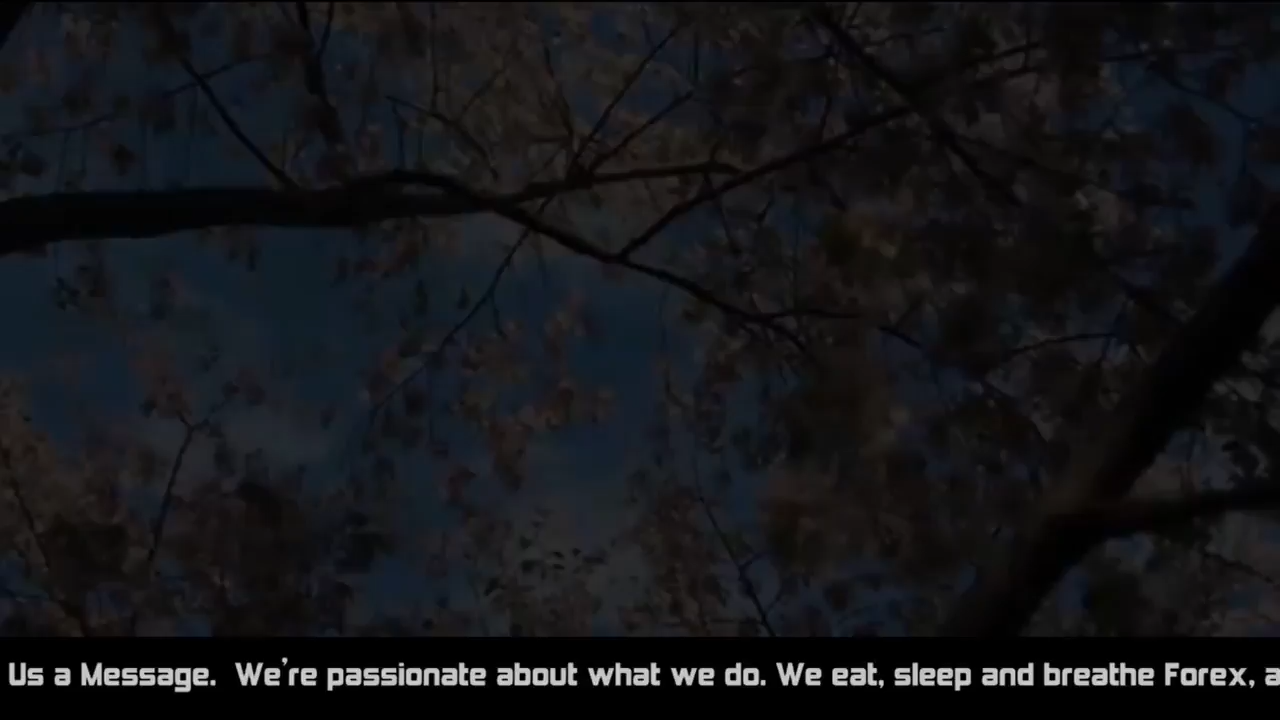 Us a Message. We're passionate about what we do. We eat, sleep and breathe Forex, a